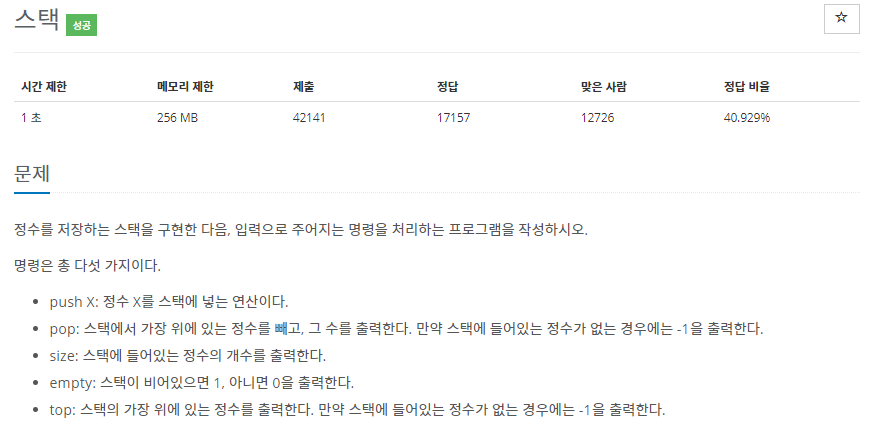 스택 성공
☆
시간 제한 메모리 제한 제출 정답 맞은 사람 정답 비율
1 초 256 MB 42141 17157 12726 40.929%
문제
정수를 저장하는 스택을 구현한 다음, 입력으로 주어지는 명령을 처리하는 프로그램을 작성하시오.
명령은 총 다섯 가지이다.
• push X: 정수 X를 스택에 넣는 연산이다.
• pop: 스택에서 가장 위에 있는 정수를 빼고, 그 수를 출력한다. 만약 스택에 들어있는 정수가 없는 경우에는 -1을 출력한다.
• size: 스택에 들어있는 정수의 개수를 출력한다.
• empty: 스택이 비어있으면 1, 아니면 0을 출력한다.
• top: 스택의 가장 위에 있는 정수를 출력한다. 만약 스택에 들어있는 정수가 없는 경우에는 -1을 출력한다.